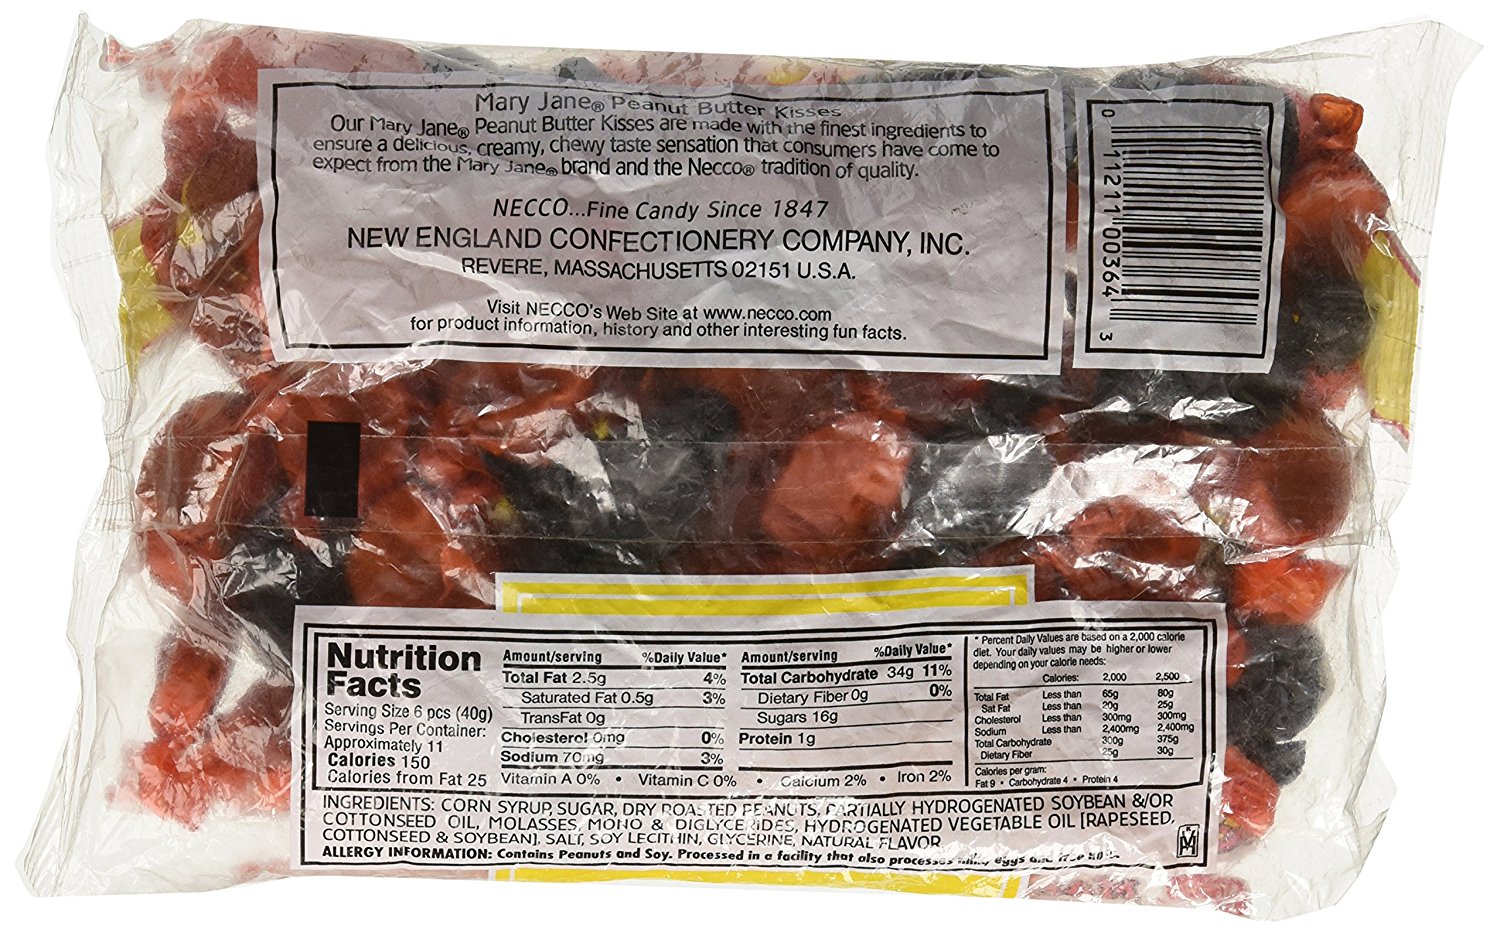 Mary Jane® Peanut Butter Kisses
Our Mary Jane® Peanut Butter Kisses are made with the finest ingredients to
ensure a delicious, creamy, chewy taste sensation that consumers have come to
expect from the Mary Jane® brand and the Necco® tradition of quality.
NECCO...Fine Candy Since 1847
NEW ENGLAND CONFECTIONERY COMPANY, INC.
REVERE, MASSACHUSETTS 02151 U.S.A.
Visit NECCO's Web Site at www.necco.com
for product information, history and other interesting fun facts.
0 11211 00364 3
Nutrition
Facts
Serving Size 6 pcs (40g)
Servings Per Container:
Approximately 11
Calories 150
Calories from Fat 25
Amount/serving %Daily Value*
Total Fat 2.5g 4%
Saturated Fat 0.5g 3%
TransFat 0g
Cholesterol 0mg 0%
Sodium 70mg 3%
Amount/serving %Daily Value*
Total Carbohydrate 34g 11%
Dietary Fiber 0g 0%
Sugars 16g
Protein 1g
Vitamin A 0% • Vitamin C 0% • Calcium 2% • Iron 2%
* Percent Daily Values are based on a 2,000 calorie
diet. Your daily values may be higher or lower
depending on your calorie needs:
Calories: 2,000 2,500
Total Fat Less than 65g 80g
Sat Fat Less than 20g 25g
Cholesterol Less than 300mg 300mg
Sodium Less than 2,400mg 2,400mg
Total Carbohydrate 300g 375g
Dietary Fiber 25g 30g
Calories per gram:
Fat 9 • Carbohydrate 4 • Protein 4
INGREDIENTS: CORN SYRUP, SUGAR, DRY ROASTED PEANUTS, PARTIALLY HYDROGENATED SOYBEAN &/OR
COTTONSEED OIL, MOLASSES, MONO & DIGLYCERIDES, HYDROGENATED VEGETABLE OIL [RAPESEED,
COTTONSEED & SOYBEAN], SALT, SOY LECITHIN, GLYCERINE, NATURAL FLAVOR
ALLERGY INFORMATION: Contains Peanuts and Soy. Processed in a facility that also processes milk, eggs and tree nuts.